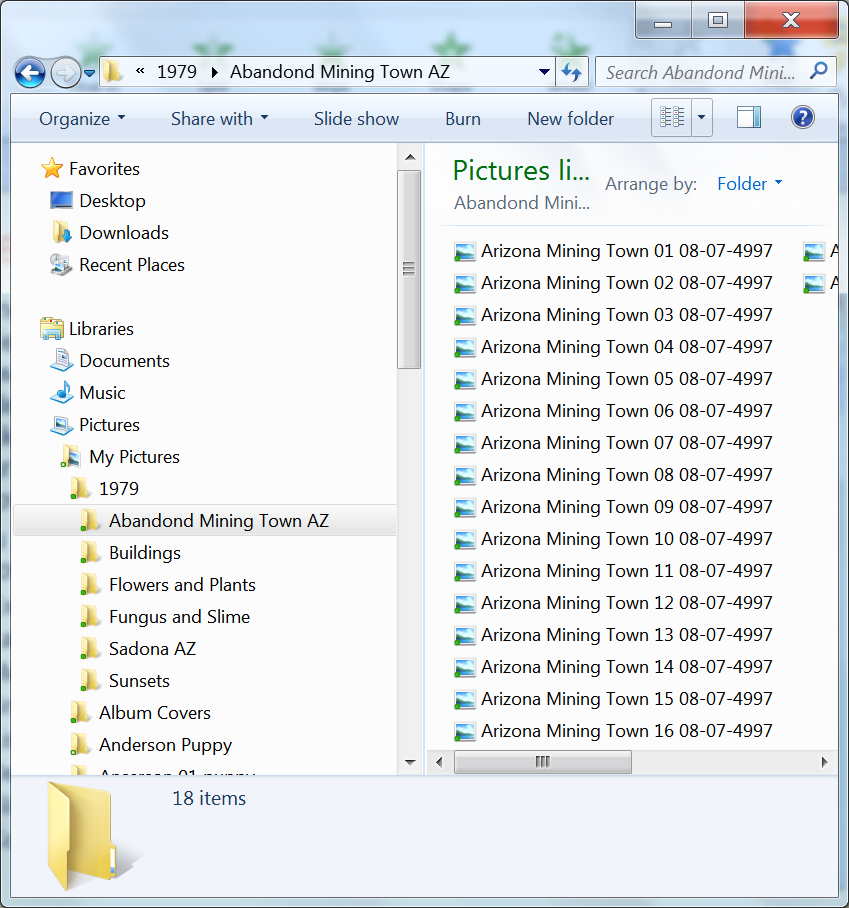 « 1979 Abandond Mining Town AZ
Search Abandond Mini...
Organize Share with Slide show Burn New folder
Favorites
Desktop
Downloads
Recent Places
Libraries
Documents
Music
Pictures
My Pictures
1979
Abandond Mining Town AZ
Buildings
Flowers and Plants
Fungus and Slime
Sadona AZ
Sunsets
Album Covers
Anderson Puppy
Pictures li...
Abandond Mini...
Arrange by: Folder
Arizona Mining Town 01 08-07-4997
Arizona Mining Town 02 08-07-4997
Arizona Mining Town 03 08-07-4997
Arizona Mining Town 04 08-07-4997
Arizona Mining Town 05 08-07-4997
Arizona Mining Town 06 08-07-4997
Arizona Mining Town 07 08-07-4997
Arizona Mining Town 08 08-07-4997
Arizona Mining Town 09 08-07-4997
Arizona Mining Town 10 08-07-4997
Arizona Mining Town 11 08-07-4997
Arizona Mining Town 12 08-07-4997
Arizona Mining Town 13 08-07-4997
Arizona Mining Town 14 08-07-4997
Arizona Mining Town 15 08-07-4997
Arizona Mining Town 16 08-07-4997
18 items